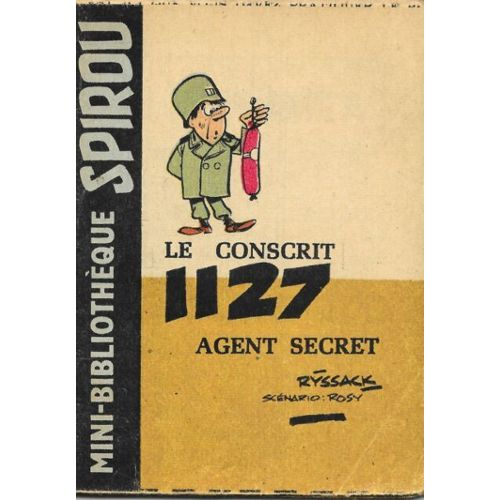 MINI-BIBLIOTHÈQUE SPIROU
LE CONSCRIT
1127
AGENT SECRET
RYSSACK
SCÉNARIO: ROSY